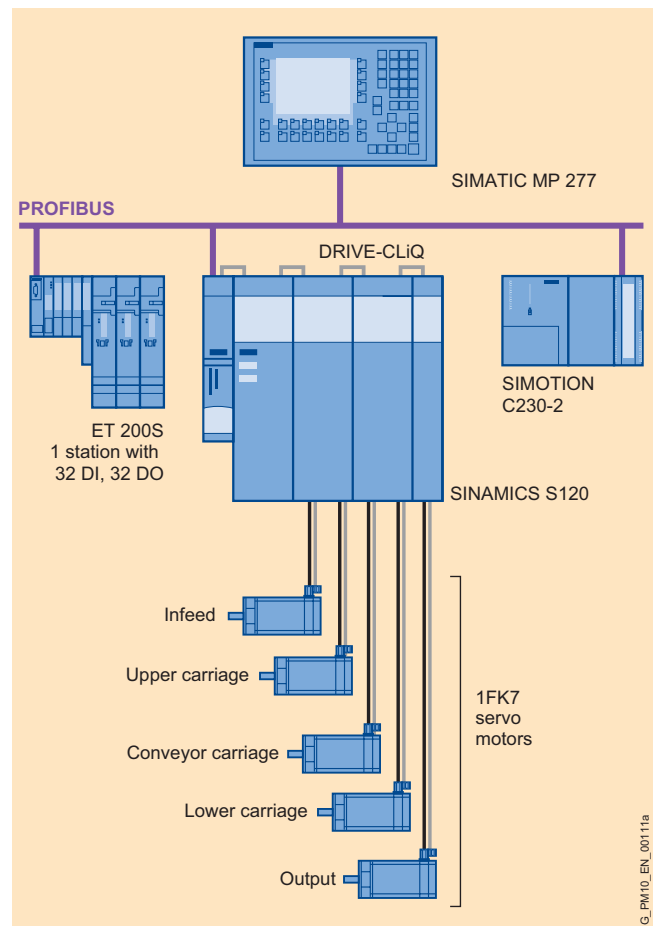 SIMATIC MP 277
PROFIBUS
DRIVE-CLiQ
ET 200S
1 station with
32 DI, 32 DO
SIMOTION
C230-2
SINAMICS S120
Infeed
Upper carriage
Conveyor carriage
Lower carriage
Output
1FK7
servo
motors
G_PM10_EN_00111a